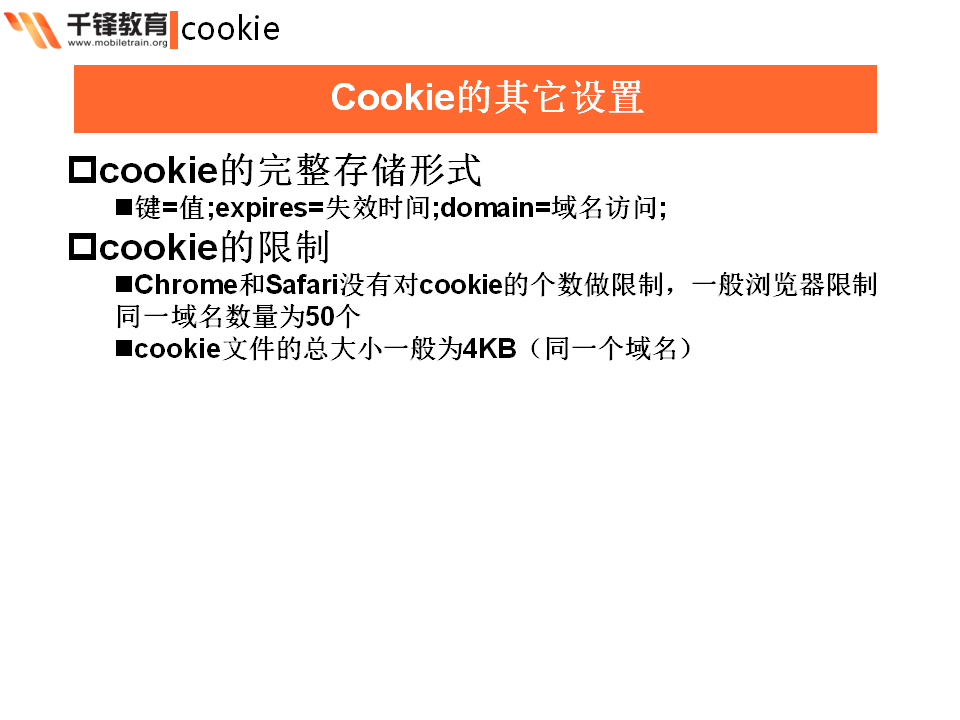 千锋教育 cookie
www.mobiletrain.org
Cookie的其它设置
cookie的完整存储形式
键=值;expires=失效时间;domain=域名访问;
cookie的限制
Chrome和Safari没有对cookie的个数做限制，一般浏览器限制
同一域名数量为50个
cookie文件的总大小一般为4KB（同一个域名）